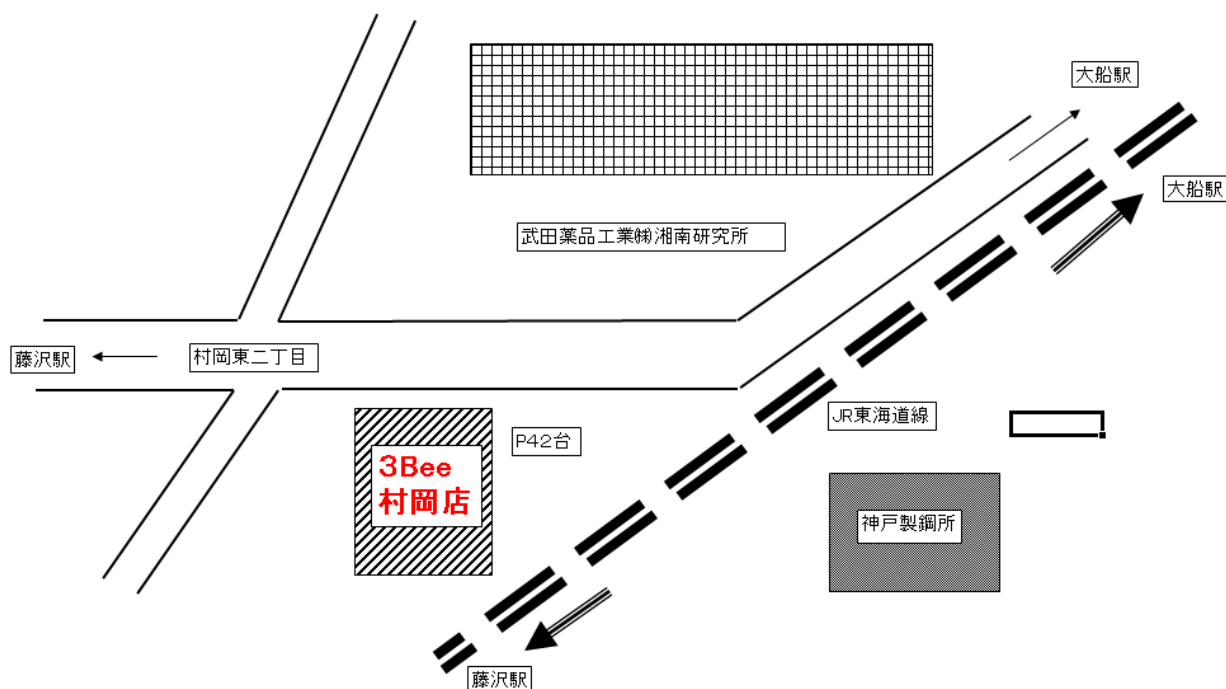 大船駅
大船駅
武田薬品工業㈱湘南研究所
藤沢駅
村岡東二丁目
JR東海道線
P42台
3Bee
村岡店
神戸製鋼所
藤沢駅